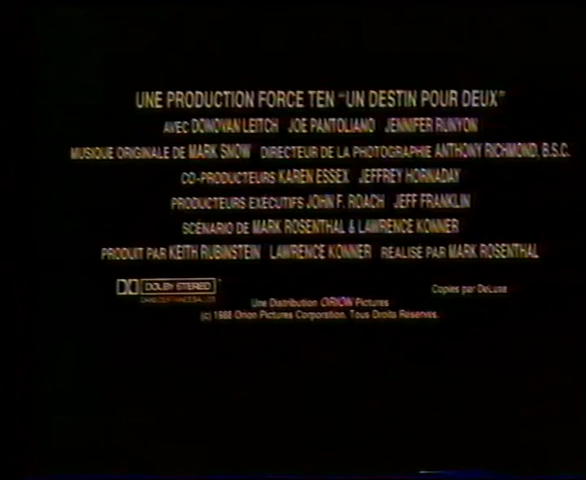 UNE PRODUCTION FORCE TEN "UN DESTIN POUR DEUX"
AVEC DONOVAN LEITCH JOE PANTOLIANO JENNIFER RUNYON
MUSIQUE ORIGINALE DE MARK SNOW DIRECTEUR DE LA PHOTOGRAPHIE ANTHONY RICHMOND, B.S.C.
CO-PRODUCTEURS KAREN ESSEX JEFFREY HORNADAY
PRODUCTEURS EXÉCUTIFS JOHN F. ROACH JEFF FRANKLIN
SCÉNARIO DE MARK ROSENTHAL & LAWRENCE KONNER
PRODUIT PAR KEITH RUBINSTEIN LAWRENCE KONNER RÉALISÉ PAR MARK ROSENTHAL
DOLBY STEREO
Copies par DeLuxe
Une Distribution ORION Pictures
(c) 1988 Orion Pictures Corporation. Tous Droits Réservés.